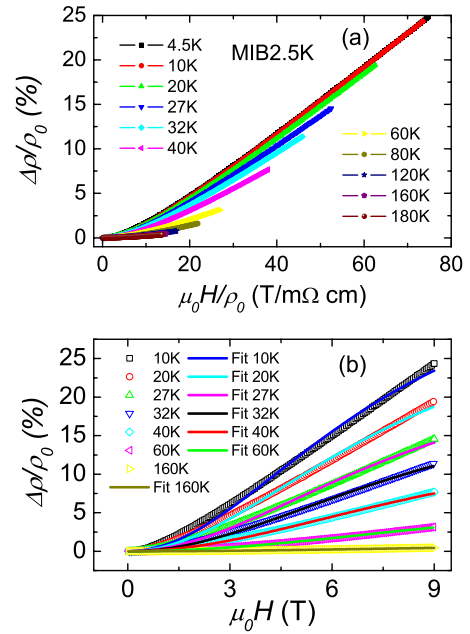 (a)
MIB2.5K
4.5K
10K
20K
27K
32K
40K
60K
80K
120K
160K
180K
25
20
15
10
5
0
Δρ/ρ0 (%)
0 20 40 60 80
μ0H/ρ0 (T/mΩ cm)
(b)
10K Fit 10K
20K Fit 20K
27K Fit 27K
32K Fit 32K
40K Fit 40K
60K Fit 60K
160K
Fit 160K
25
20
15
10
5
0
Δρ/ρ0 (%)
0 3 6 9
μ0H (T)